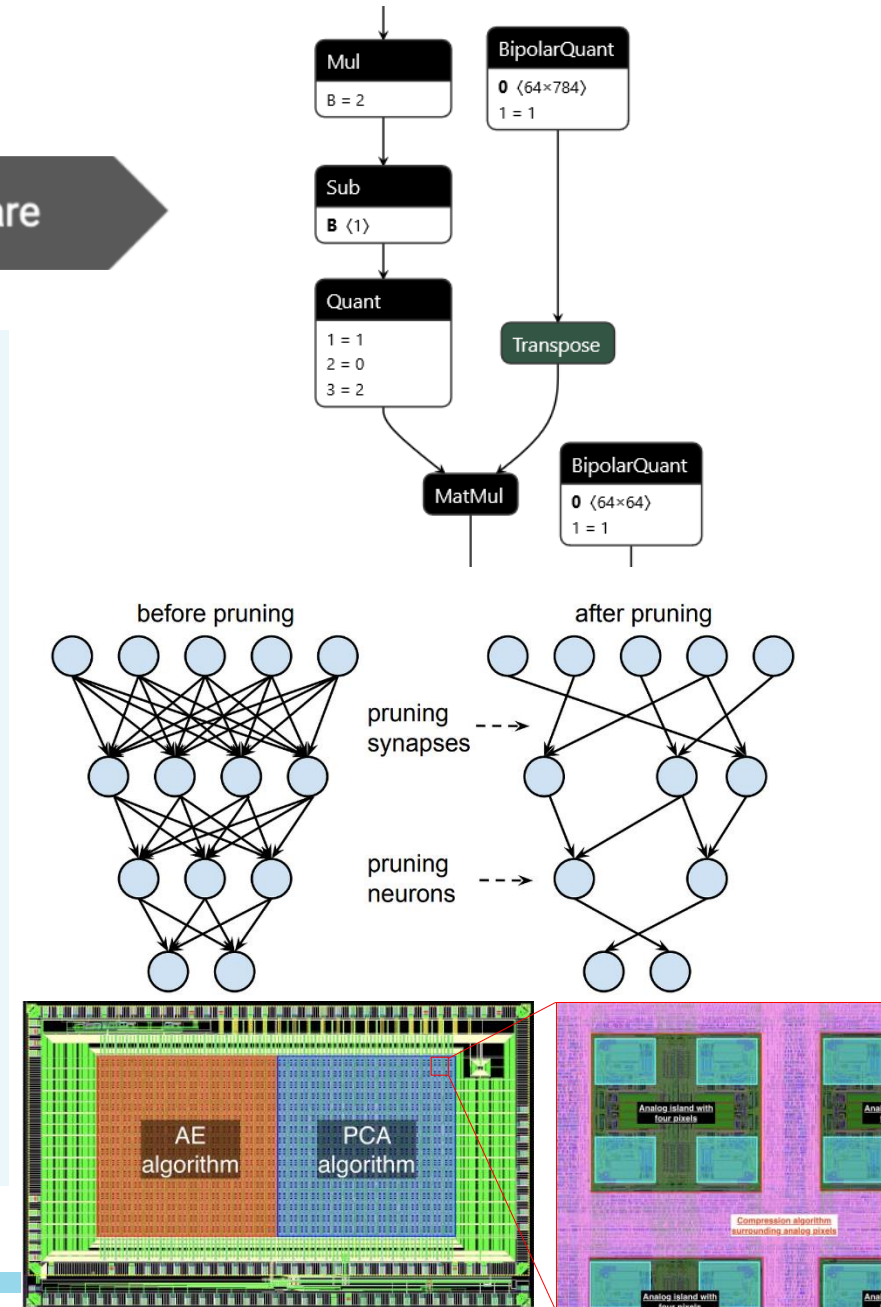 are
Mul
B = 2
BipolarQuant
0 ⟨64×784⟩
1 = 1
Sub
B ⟨1⟩
Quant
1 = 1
2 = 0
3 = 2
Transpose
MatMul
BipolarQuant
0 ⟨64×64⟩
1 = 1
before pruning
after pruning
pruning
synapses
pruning
neurons
AE
algorithm
PCA
algorithm
Analog island with
four pixels
Compression algorithm
surrounding analog pixels
Analog island with
four pixels